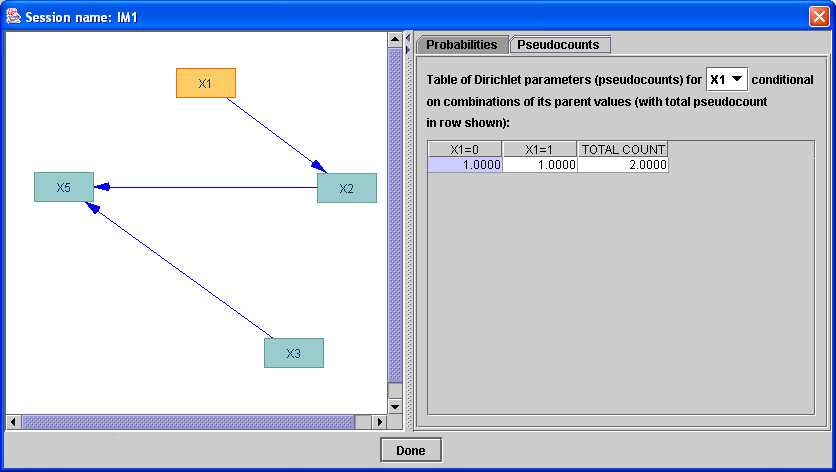 Session name: IM1
X1
X5
X2
X3
Probabilities
Pseudocounts
Table of Dirichlet parameters (pseudocounts) for X1 conditional
on combinations of its parent values (with total pseudocount
in row shown):
X1=0 X1=1 TOTAL COUNT
1.0000 1.0000 2.0000
Done